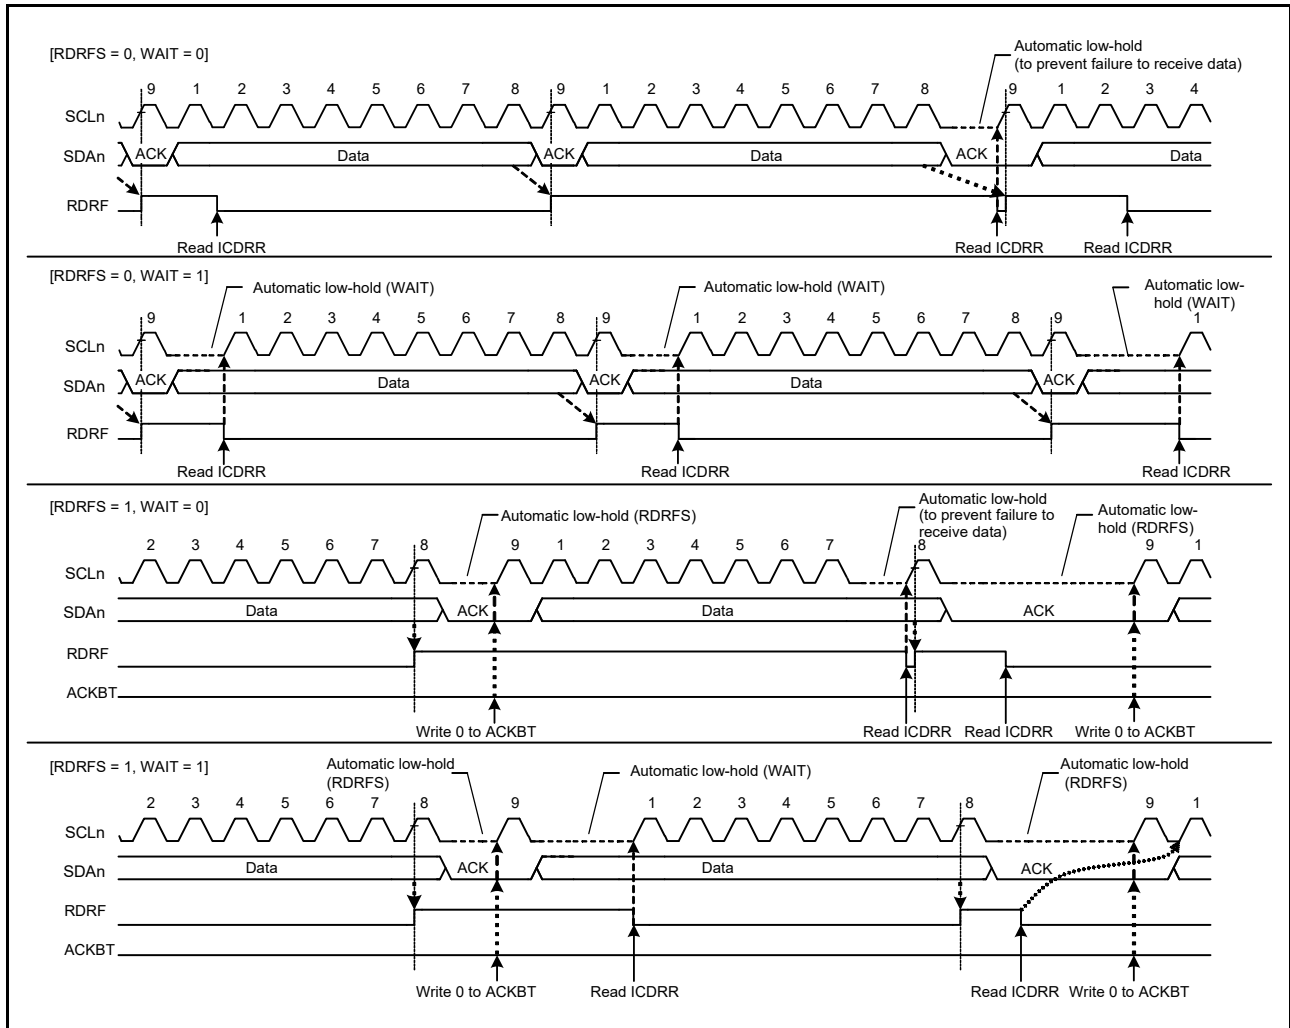 [RDRFS = 0, WAIT = 0]
Automatic low-hold
(to prevent failure to receive data)
9 1 2 3 4 5 6 7 8 9 1 2 3 4 5 6 7 8 9 1 2 3 4
SCLn
SDAn ACK Data ACK Data ACK Data
RDRF
Read ICDRR Read ICDRR Read ICDRR
[RDRFS = 0, WAIT = 1]
Automatic low-hold (WAIT) Automatic low-hold (WAIT) Automatic low-
hold (WAIT)
9 1 2 3 4 5 6 7 8 9 1 2 3 4 5 6 7 8 9 1
SCLn
SDAn ACK Data ACK Data ACK
RDRF
Read ICDRR Read ICDRR Read ICDRR
[RDRFS = 1, WAIT = 0]
Automatic low-hold (RDRFS)
Automatic low-hold
(to prevent failure to
receive data)
Automatic low-
hold (RDRFS)
2 3 4 5 6 7 8 9 1 2 3 4 5 6 7 8 9 1
SCLn
SDAn Data ACK Data ACK
RDRF
ACKBT
Write 0 to ACKBT Read ICDRR Read ICDRR Write 0 to ACKBT
[RDRFS = 1, WAIT = 1]
Automatic low-hold
(RDRFS)
Automatic low-hold (WAIT)
Automatic low-hold
(RDRFS)
2 3 4 5 6 7 8 9 1 2 3 4 5 6 7 8 9 1
SCLn
SDAn Data ACK Data ACK
RDRF
ACKBT
Write 0 to ACKBT Read ICDRR Read ICDRR Write 0 to ACKBT